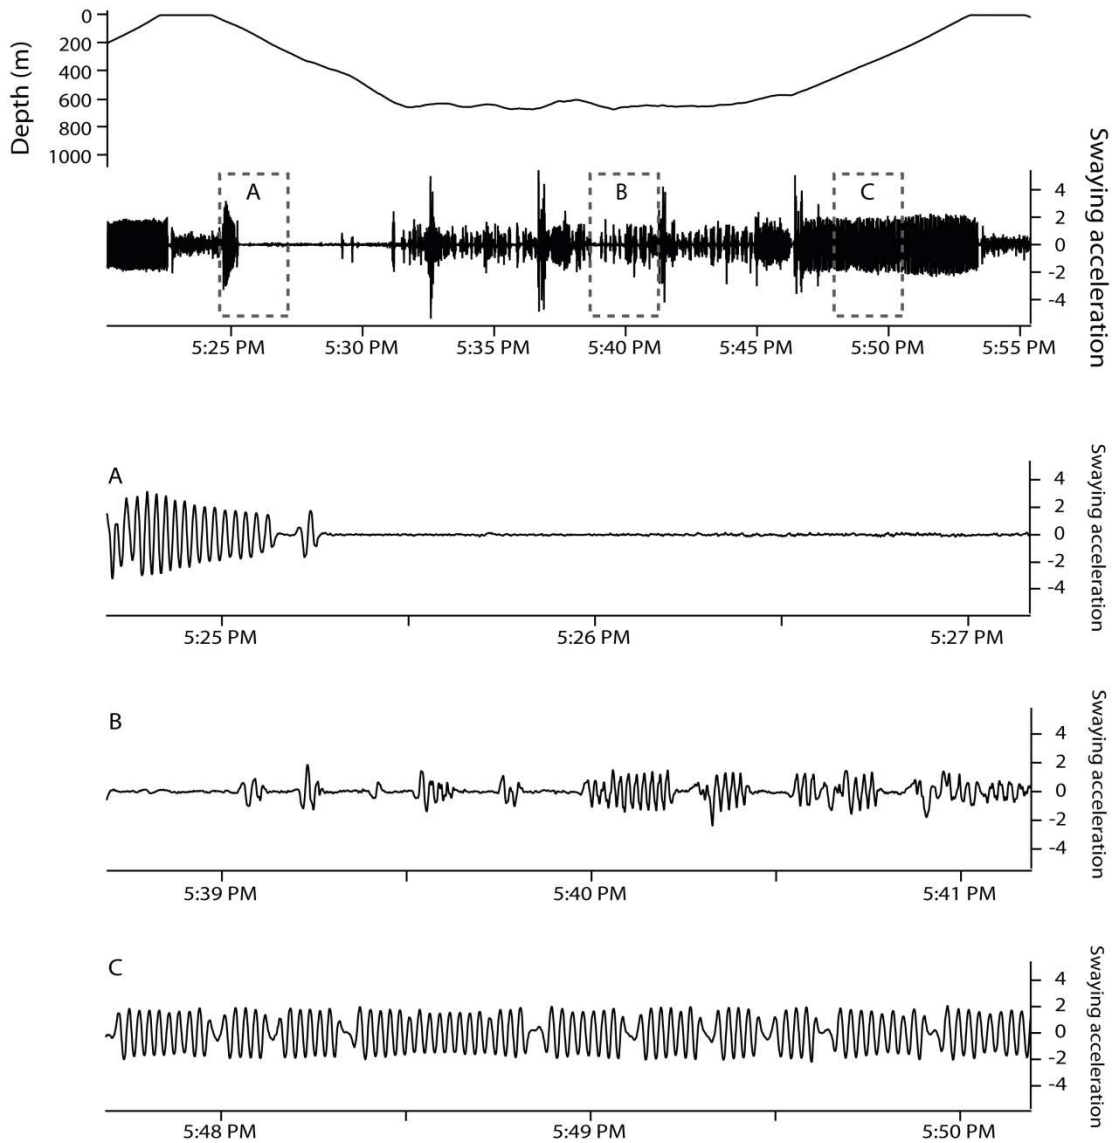 Depth (m)
0
200
400
600
800
1000
A
B
C
4
2
0
-2
-4
Swaying acceleration
5:25 PM 5:30 PM 5:35 PM 5:40 PM 5:45 PM 5:50 PM 5:55 PM
A
4
2
0
-2
-4
Swaying acceleration
5:25 PM 5:26 PM 5:27 PM
B
4
2
0
-2
-4
Swaying acceleration
5:39 PM 5:40 PM 5:41 PM
C
4
2
0
-2
-4
Swaying acceleration
5:48 PM 5:49 PM 5:50 PM